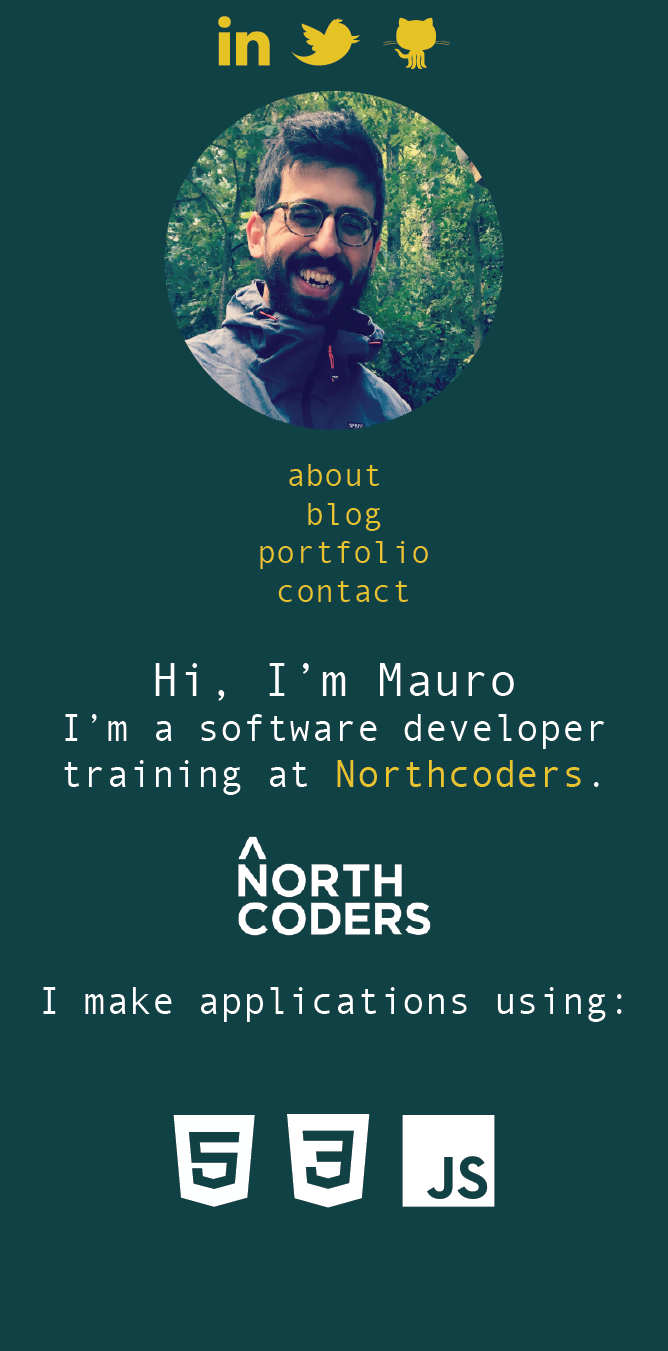 in
about
blog
portfolio
contact
Hi, I’m Mauro
I’m a software developer
training at Northcoders.
NORTH
CODERS
I make applications using:
5 3 JS